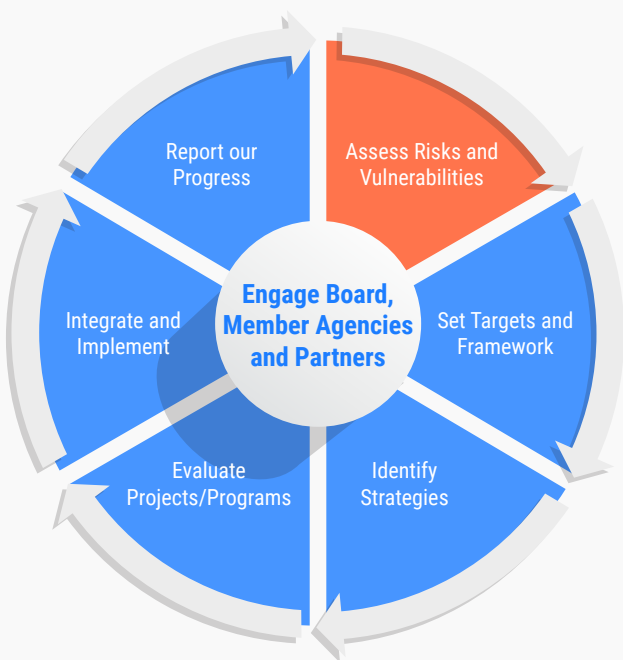 Report our
Progress
Assess Risks and
Vulnerabilities
Engage Board,
Member Agencies
and Partners
Integrate and
Implement
Set Targets and
Framework
Evaluate
Projects/Programs
Identify
Strategies